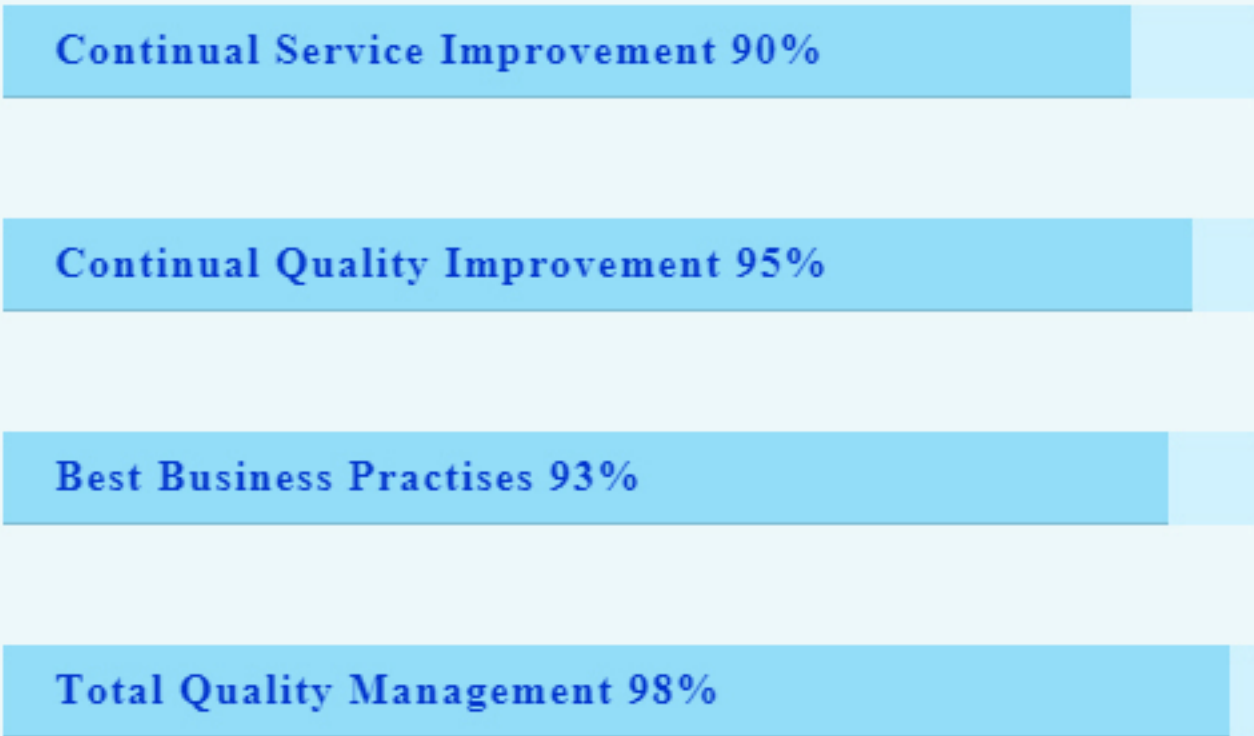 Continual Service Improvement 90%
Continual Quality Improvement 95%
Best Business Practises 93%
Total Quality Management 98%